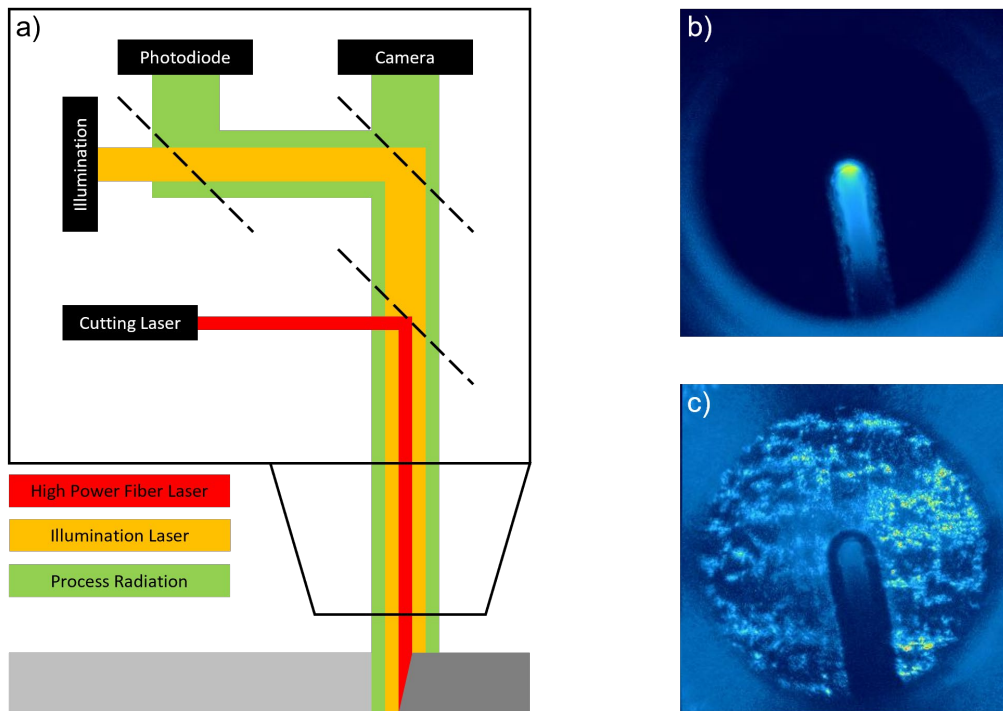 a)
Photodiode
Camera
Illumination
Cutting Laser
High Power Fiber Laser
Illumination Laser
Process Radiation
b)
c)